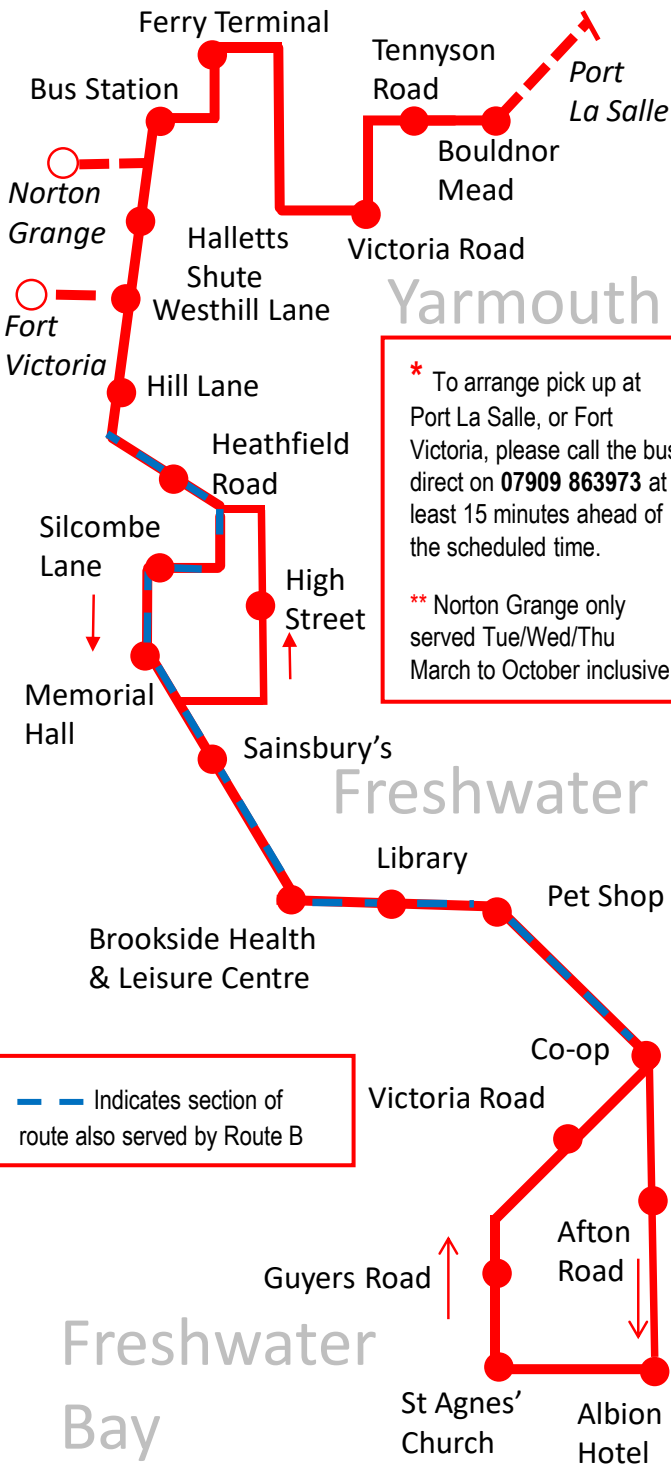 Ferry Terminal
Tennyson
Road
Port
La Salle
Bus Station
Bouldnor
Mead
Norton
Grange
Halletts
Shute
Victoria Road
Yarmouth
Westhill Lane
Fort
Victoria
* To arrange pick up at
Port La Salle, or Fort
Victoria, please call the bus
direct on 07909 863973 at
least 15 minutes ahead of
the scheduled time.
** Norton Grange only
served Tue/Wed/Thu
March to October inclusive
Hill Lane
Heathfield
Road
Silcombe
Lane
High
Street
Memorial
Hall
Sainsbury's
Freshwater
Library
Pet Shop
Brookside Health
& Leisure Centre
Co-op
Indicates section of
route also served by Route B
Victoria Road
Afton
Road
Guyers Road
Freshwater
Bay
St Agnes'
Church
Albion
Hotel